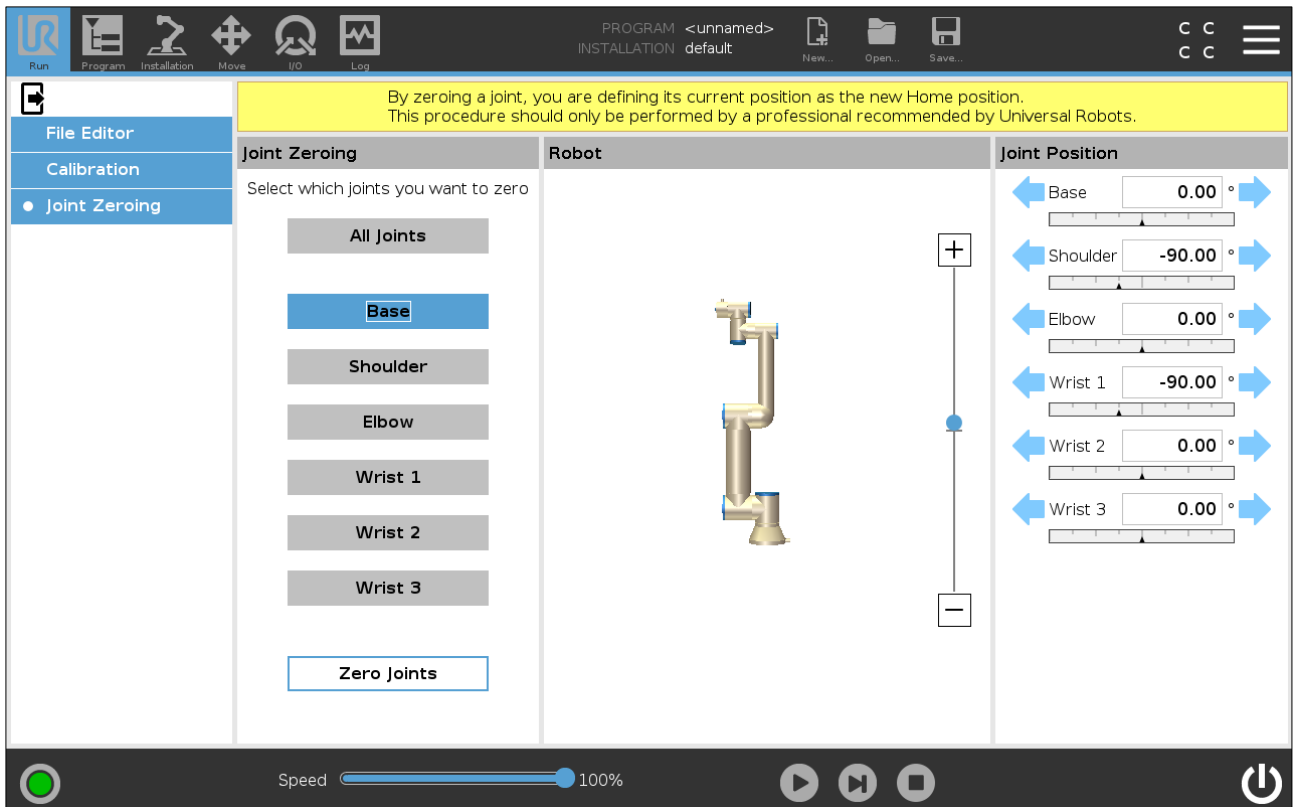 UR
Run
Program
Installation
Move
I/O
Log
PROGRAM <unnamed>
INSTALLATION default
New...
Open...
Save...
C C
C C
File Editor
Calibration
Joint Zeroing
By zeroing a joint, you are defining its current position as the new Home position.
This procedure should only be performed by a professional recommended by Universal Robots.
Joint Zeroing
Select which joints you want to zero
All Joints
Base
Shoulder
Elbow
Wrist 1
Wrist 2
Wrist 3
Zero Joints
Robot
+
−
Joint Position
Base 0.00 °
Shoulder -90.00 °
Elbow 0.00 °
Wrist 1 -90.00 °
Wrist 2 0.00 °
Wrist 3 0.00 °
Speed 100%